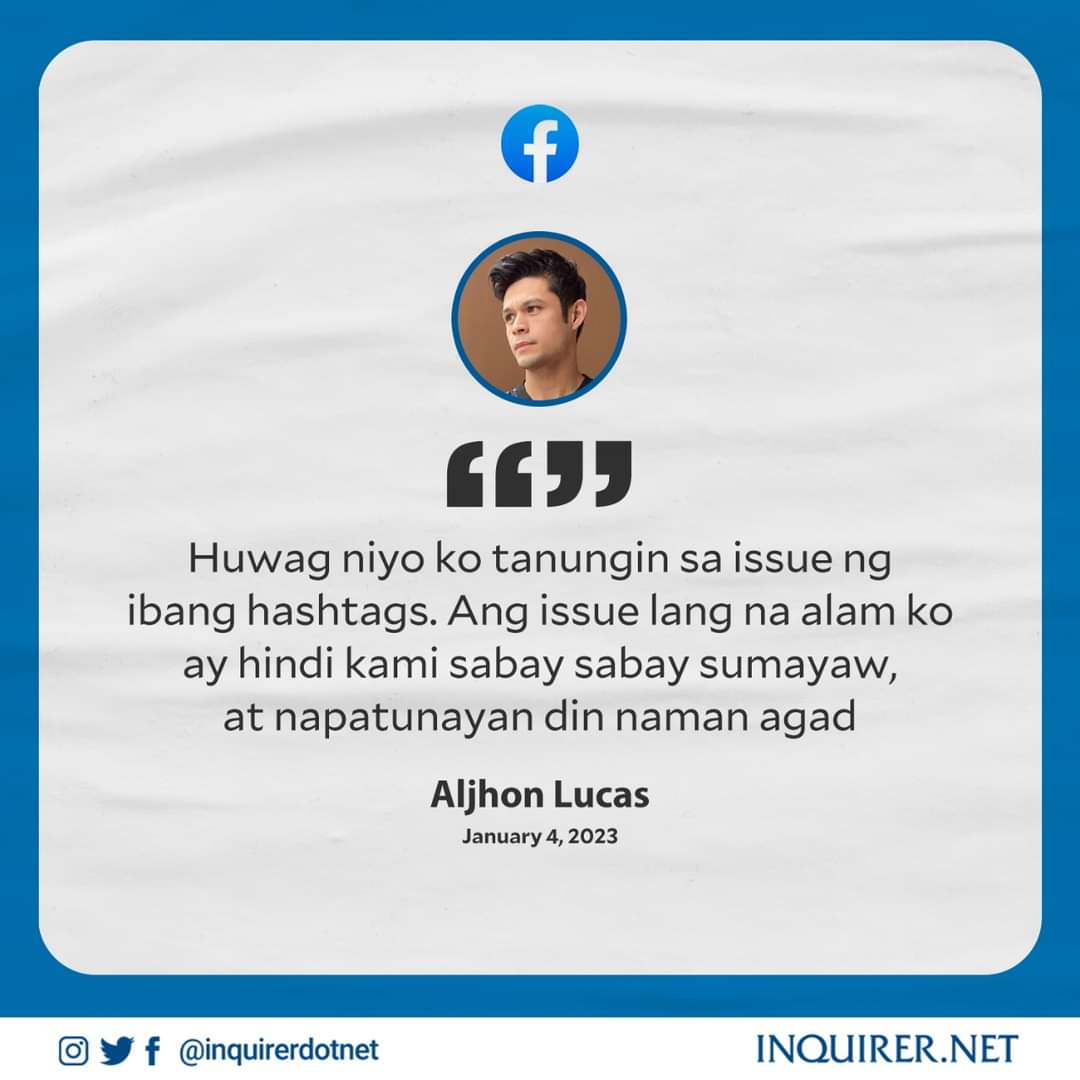 Huwag niyo ko tanungin sa issue ng
ibang hashtags. Ang issue lang na alam ko
ay hindi kami sabay sabay sumayaw,
at napatunayan din naman agad
Aljhon Lucas
January 4, 2023
@inquirerdotnet
INQUIRER.NET